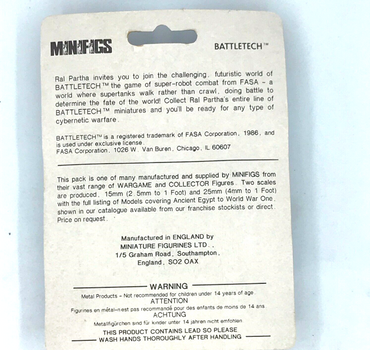 MINIFIGS
BATTLETECH™
Ral Partha invites you to join the challenging, futuristic world of
BATTLETECH™ the game of super-robot combat from FASA - a
world where supertanks walk rather than crawl, doing battle to
determine the fate of the world! Collect Ral Partha's entire line
of BATTLETECH™ miniatures and you'll be ready for any type of
cybernetic warfare.
BATTLETECH™ is a registered trademark of FASA Corporation, 1986, and
is used under exclusive license.
FASA Corporation, 1026 W. Van Buren, Chicago, IL 60607
This pack is one of many manufactured and supplied by MINIFIGS from
their vast range of WARGAME and COLLECTOR Figures. Two scales
are produced, 15mm (2.5mm to 1 Foot) and 25mm (4mm to 1 Foot)
with the full listing of Models covering Ancient Egypt to World War One.
shown in our catalogue available from our franchise stockists or direct.
Price on request.
Manufactured in ENGLAND by
MINIATURE FIGURINES LTD.,
1/5 Graham Road, Southampton,
England, SO2 OAX
WARNING
Metal Products - Not recommended for children under 14 years of age.
ATTENTION
Figurines en métal-n'est pas recommandé pour des enfants de moins de 14 ans.
ACHTUNG
Metallfigürchen sind für kinder unter 14 jahren nicht emfohlen
THIS PRODUCT CONTAINS LEAD SO PLEASE
WASH HANDS THOROUGHLY AFTER HANDLING